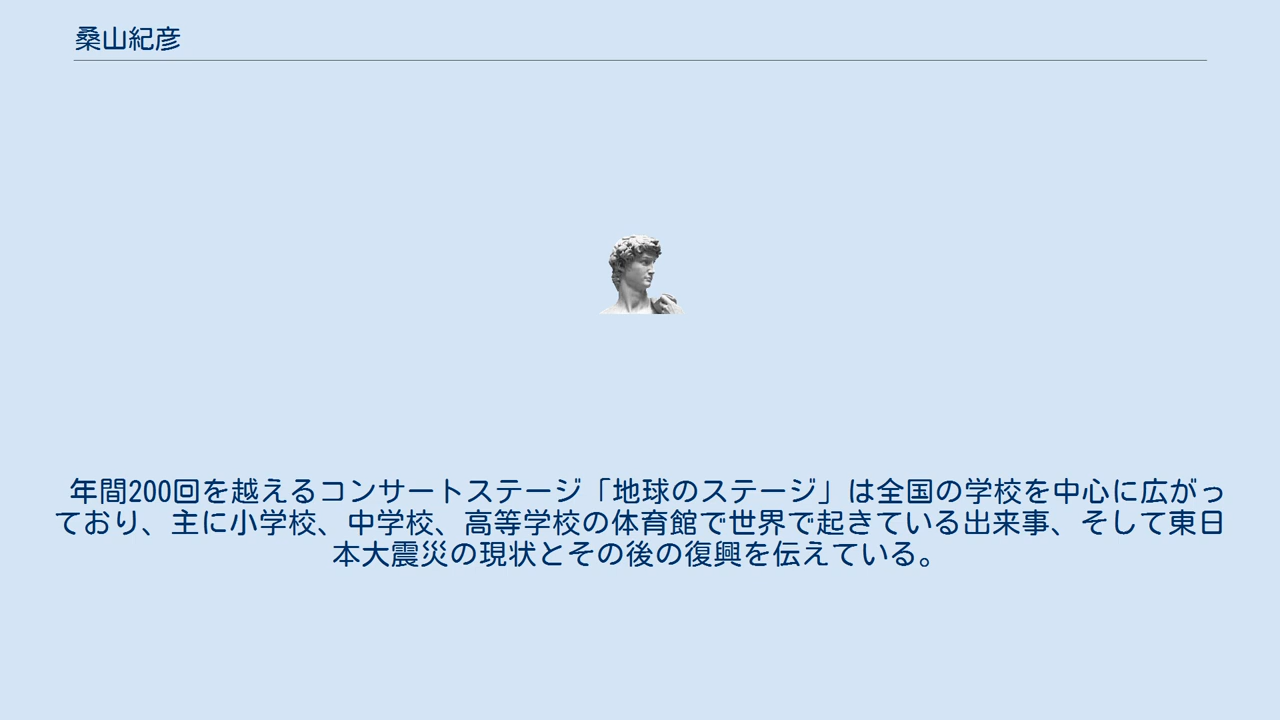 桑山紀彦
年間200回を越えるコンサートステージ「地球のステージ」は全国の学校を中心に広がっ
ており、主に小学校、中学校、高等学校の体育館で世界で起きている出来事、そして東日
本大震災の現状とその後の復興を伝えている。